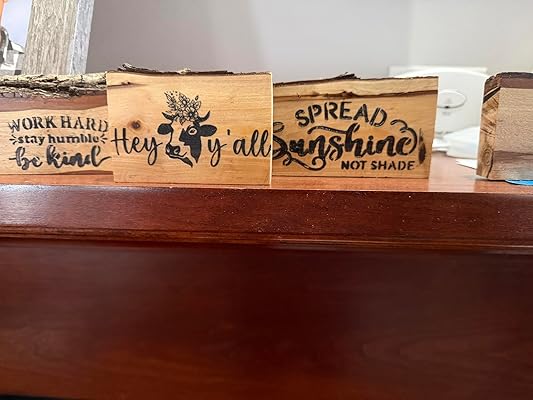 WORK HARD
stay humble
be kind
Hey y'all
SPREAD
Sunshine
NOT SHADE